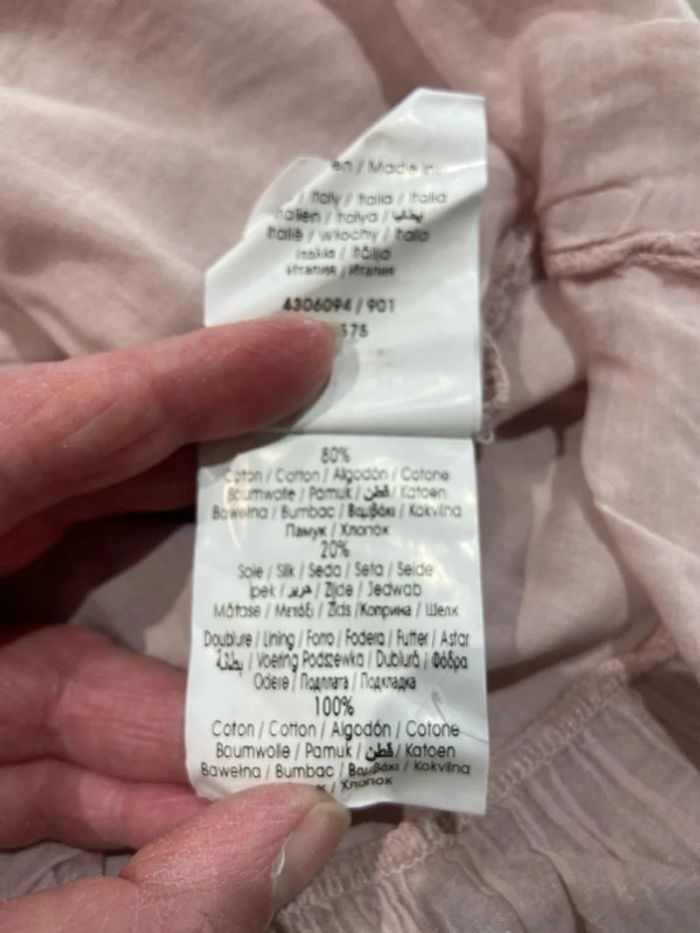 en / Made in
/ Italy / Italia / Italia
Italien / Italya / إيطاليا
Italië / Włochy / Italia
/ Itālija
Италия / Италия
4306094 / 901
575
80%
Coton / Cotton / Algodón / Cotone
Baumwolle / Pamuk / قطن / Katoen
Bawełna / Bumbac / Βαμβάκι / Kokvilna
Памук / Хлопок
20%
Soie / Silk / Seda / Seta / Seide
İpek / حرير / Zijde / Jedwab
Mătase / Μετάξι / Zīds / Коприна / Шелк
Doublure / Lining / Forro / Fodera / Futter / Astar
بطانة / Voering Podszewka / Dublură / Φόδρα
Odere / Подплата / Подкладка
100%
Coton / Cotton / Algodón / Cotone
Baumwolle / Pamuk / قطن / Katoen
Bawełna / Bumbac / Βαμβάκι / Kokvilna
к / Хлопок